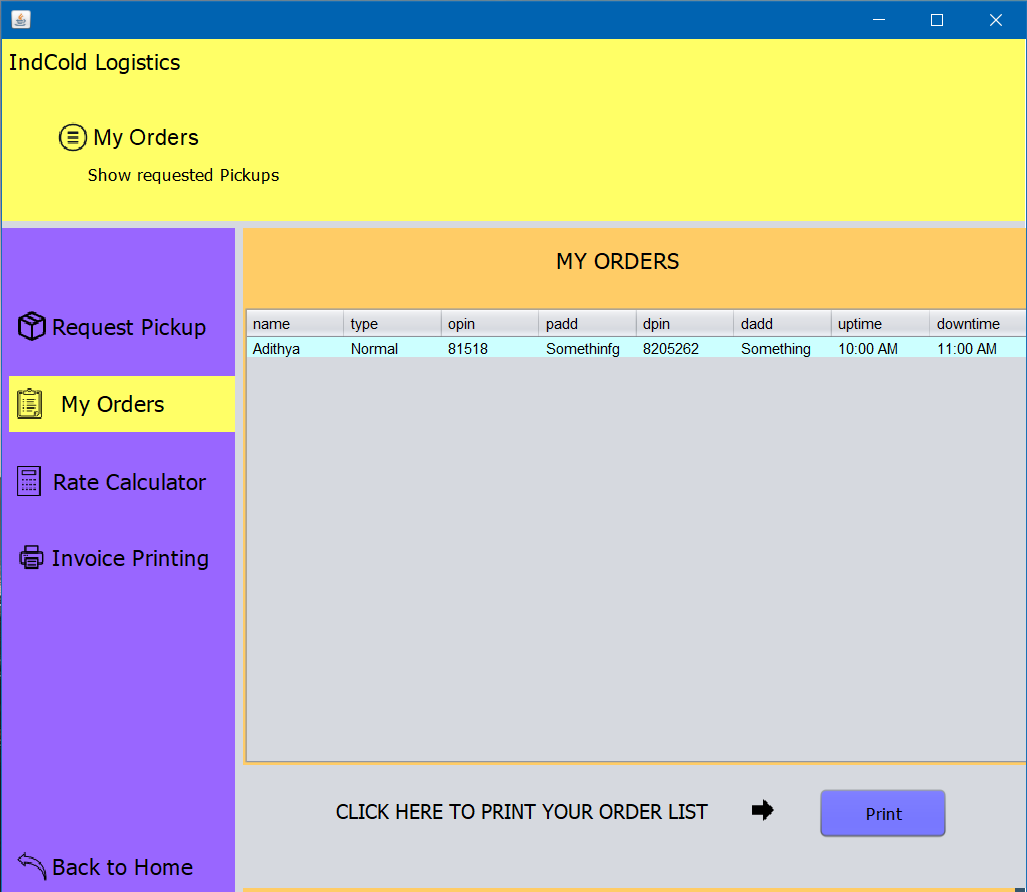 IndCold Logistics
My Orders
Show requested Pickups
Request Pickup
My Orders
Rate Calculator
Invoice Printing
Back to Home
MY ORDERS
name type opin padd dpin dadd uptime downtime
Adithya Normal 81518 Somethinfg 8205262 Something 10:00 AM 11:00 AM
CLICK HERE TO PRINT YOUR ORDER LIST Print